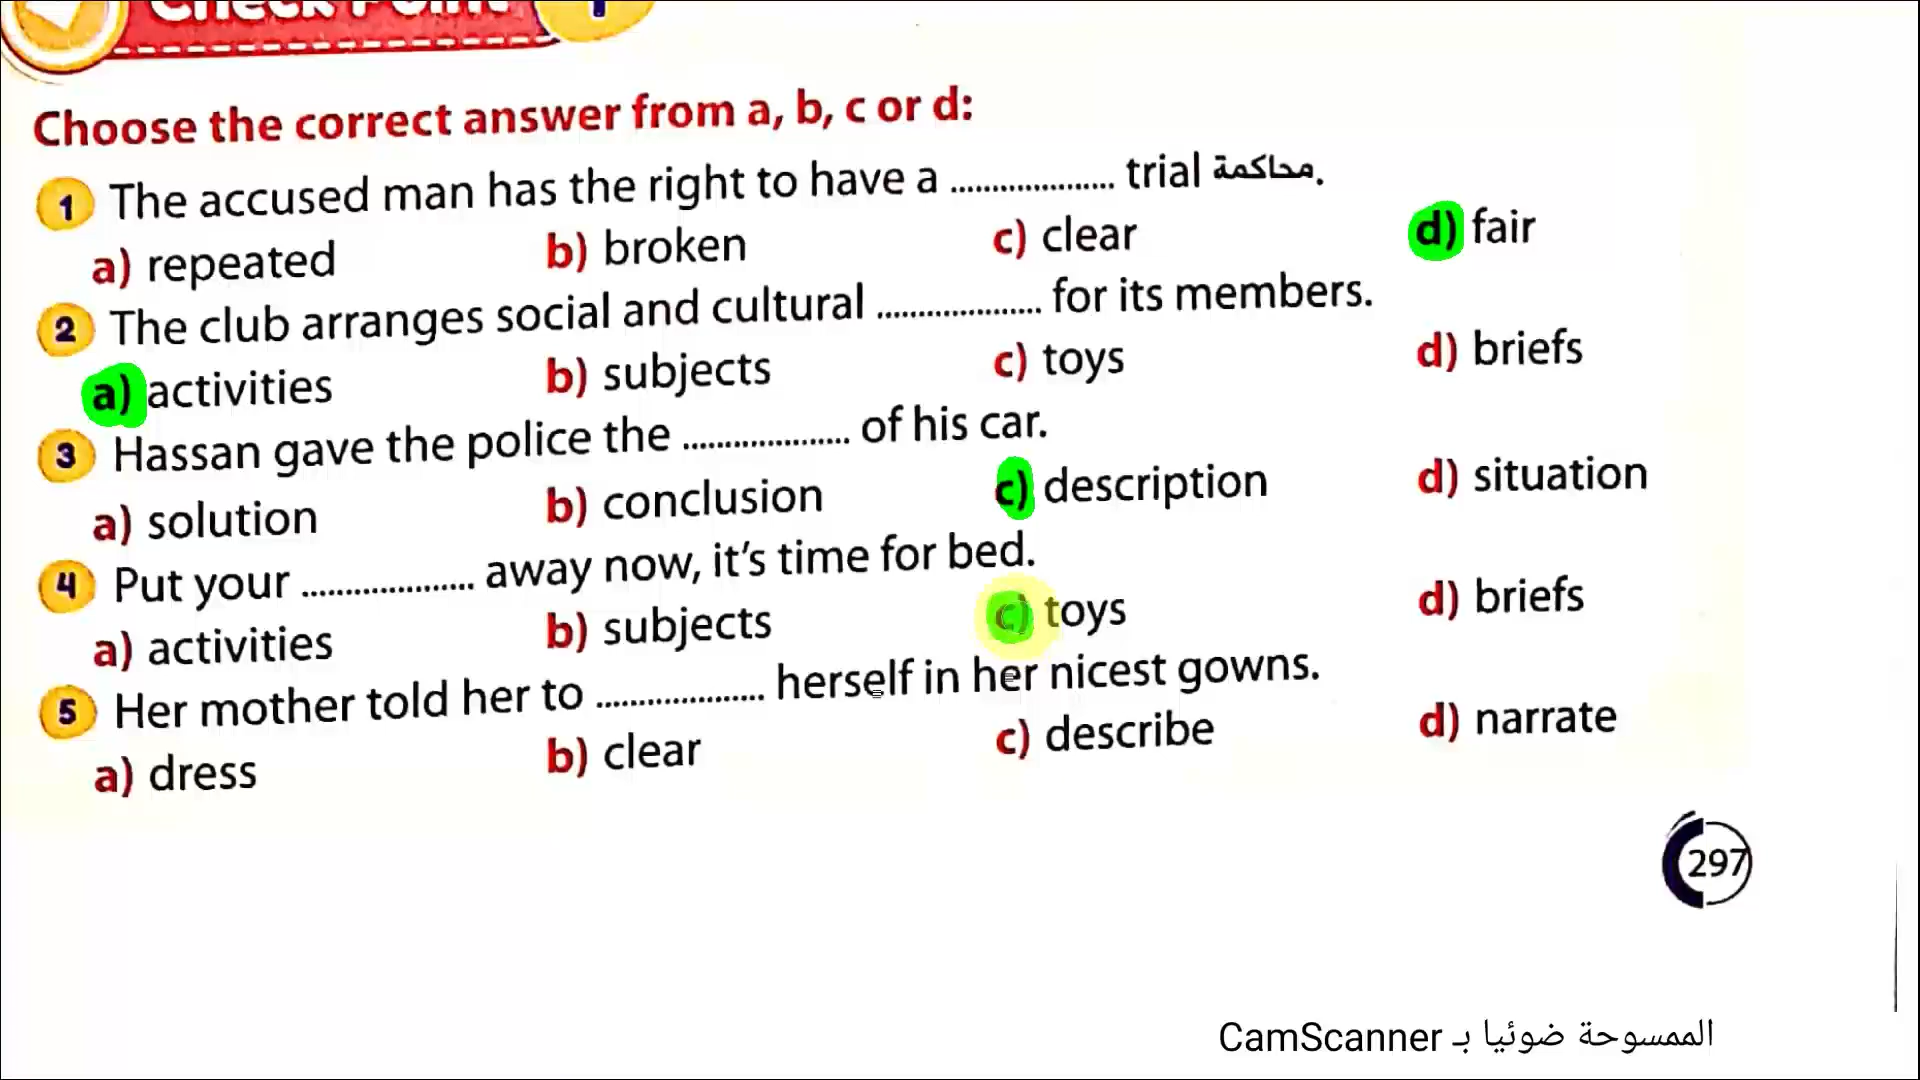 Check Point 1
Choose the correct answer from a, b, c or d:
1 The accused man has the right to have a .................... trial محاكمة.
a) repeated b) broken c) clear d) fair
2 The club arranges social and cultural .................... for its members.
a) activities b) subjects c) toys d) briefs
3 Hassan gave the police the .................... of his car.
a) solution b) conclusion c) description d) situation
4 Put your .................... away now, it's time for bed.
a) activities b) subjects c) toys d) briefs
5 Her mother told her to .................... herself in her nicest gowns.
a) dress b) clear c) describe d) narrate
297
الممسوحة ضوئيا بـ CamScanner